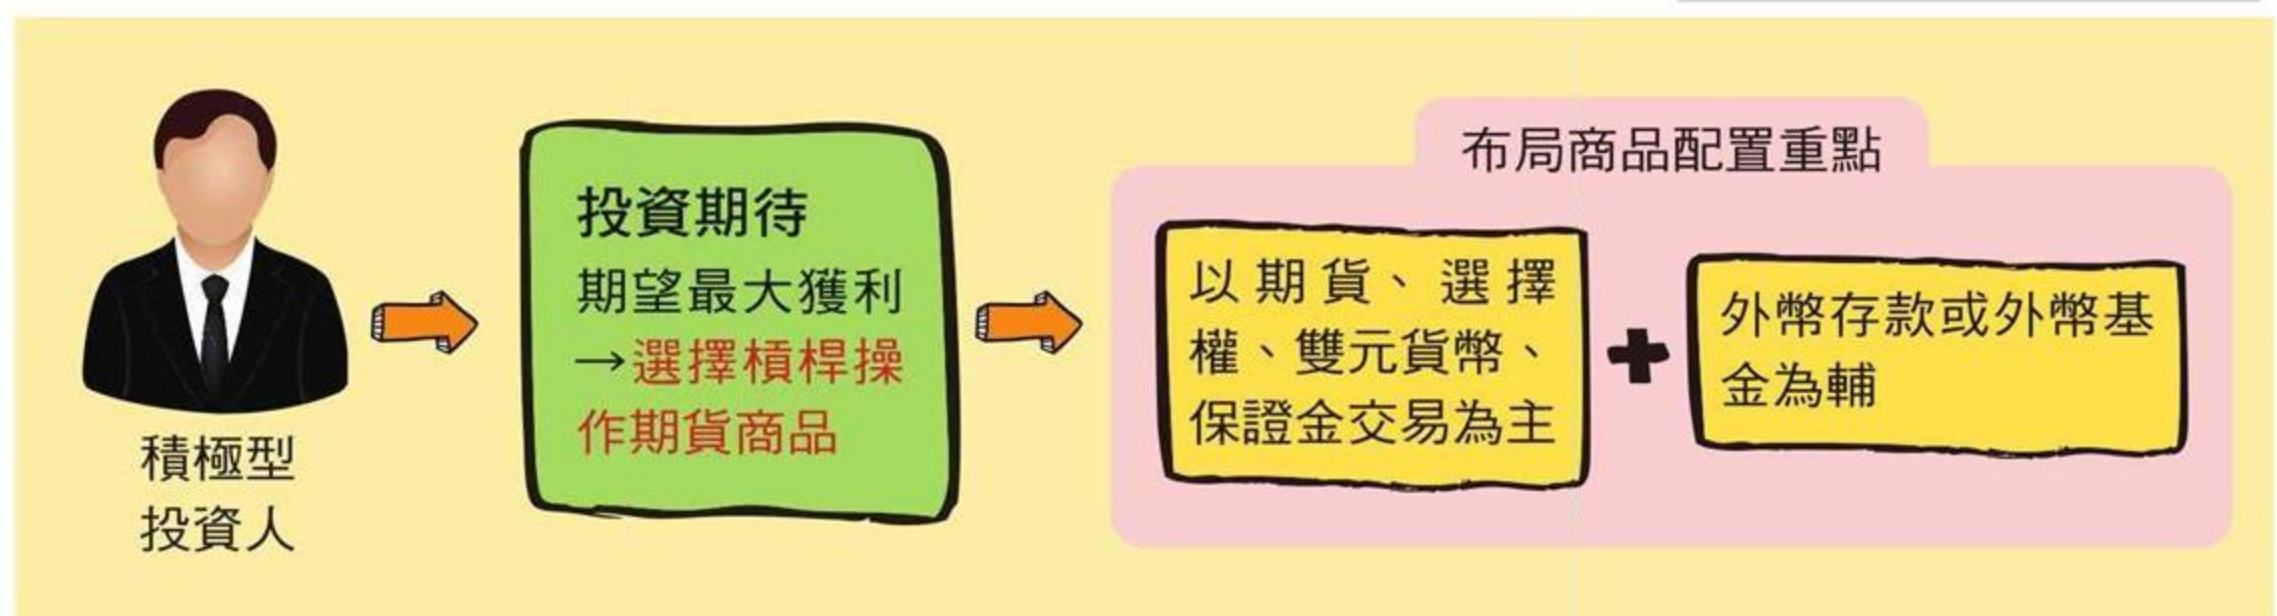 積極型
投資人
投資期待
期望最大獲利
→選擇槓桿操
作期貨商品
布局商品配置重點
以期貨、選擇
權、雙元貨幣、
保證金交易為主
+
外幣存款或外幣基
金為輔